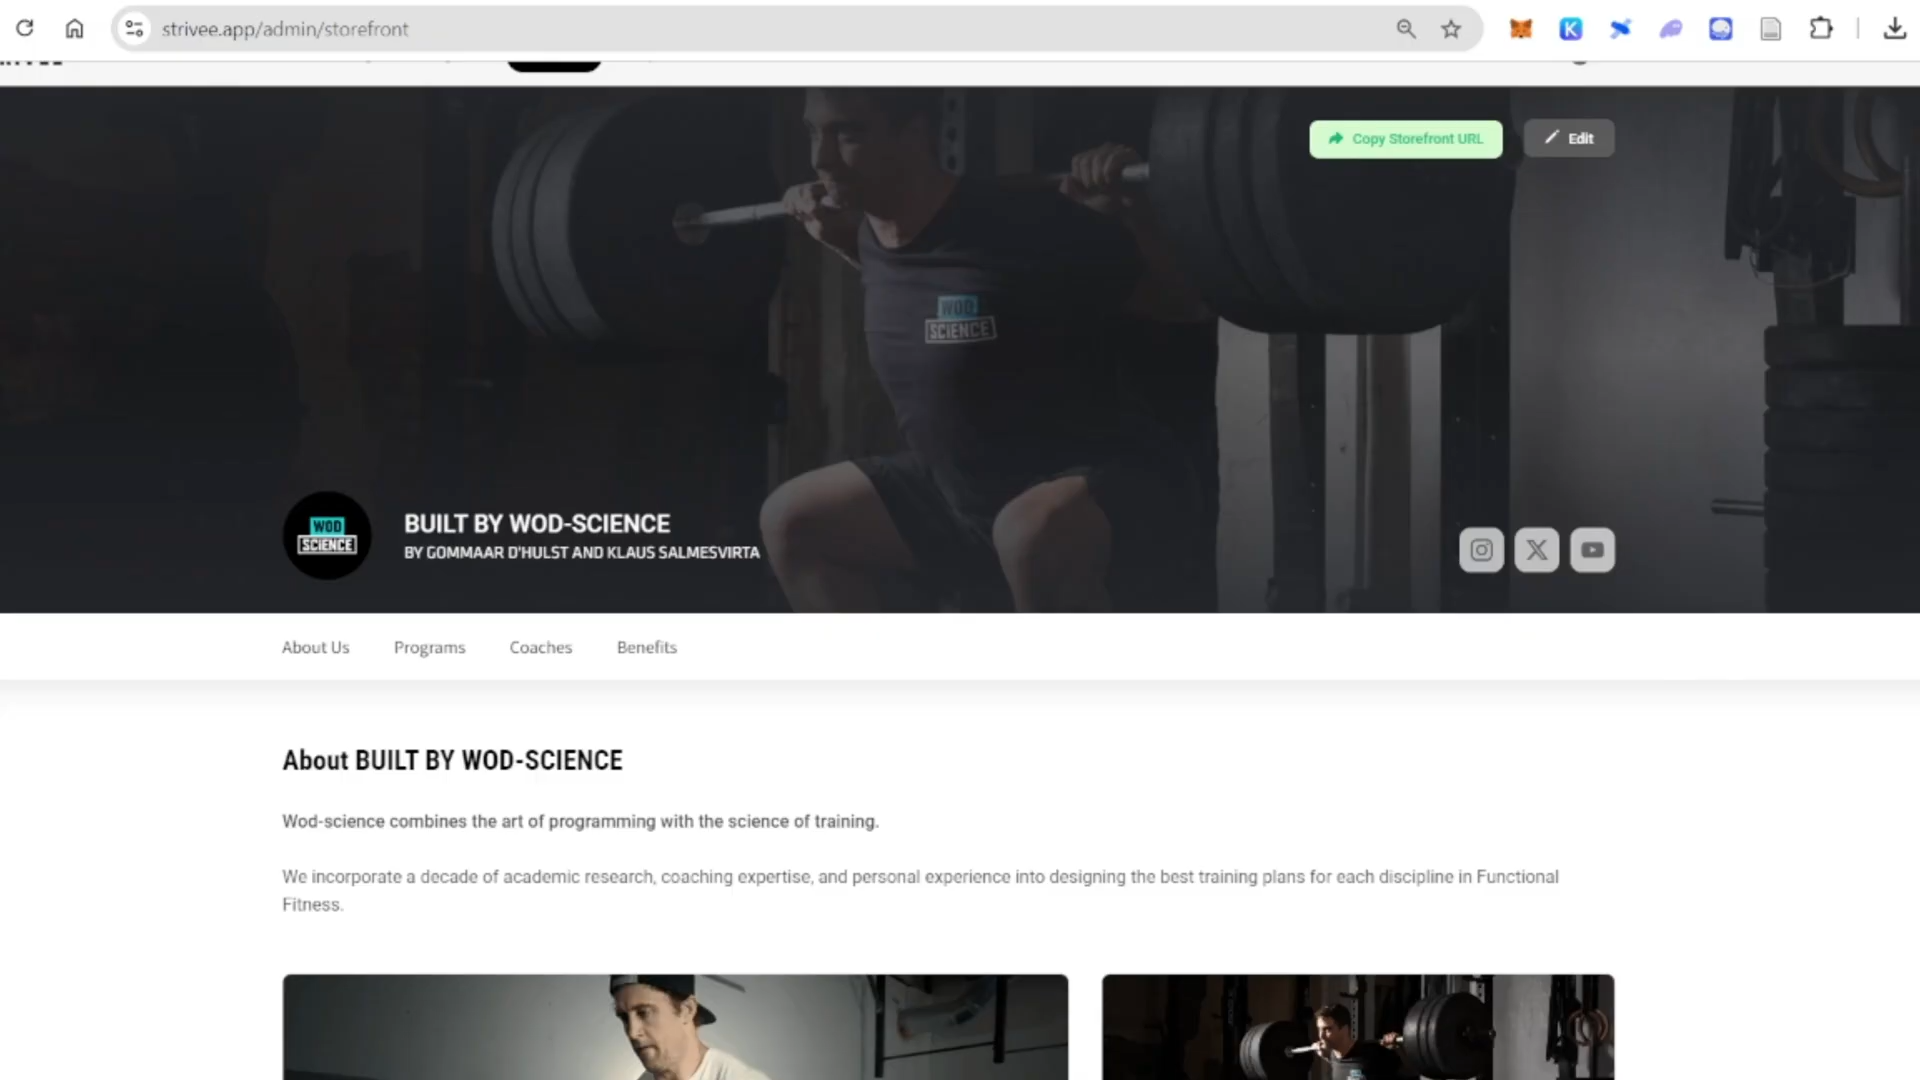 strivee.app/admin/storefront
Copy Storefront URL
Edit
WOD
SCIENCE
WOD
SCIENCE
BUILT BY WOD-SCIENCE
BY GOMMAAR D'HULST AND KLAUS SALMESVIRTA
About Us
Programs
Coaches
Benefits
About BUILT BY WOD-SCIENCE
Wod-science combines the art of programming with the science of training.
We incorporate a decade of academic research, coaching expertise, and personal experience into designing the best training plans for each discipline in Functional
Fitness.